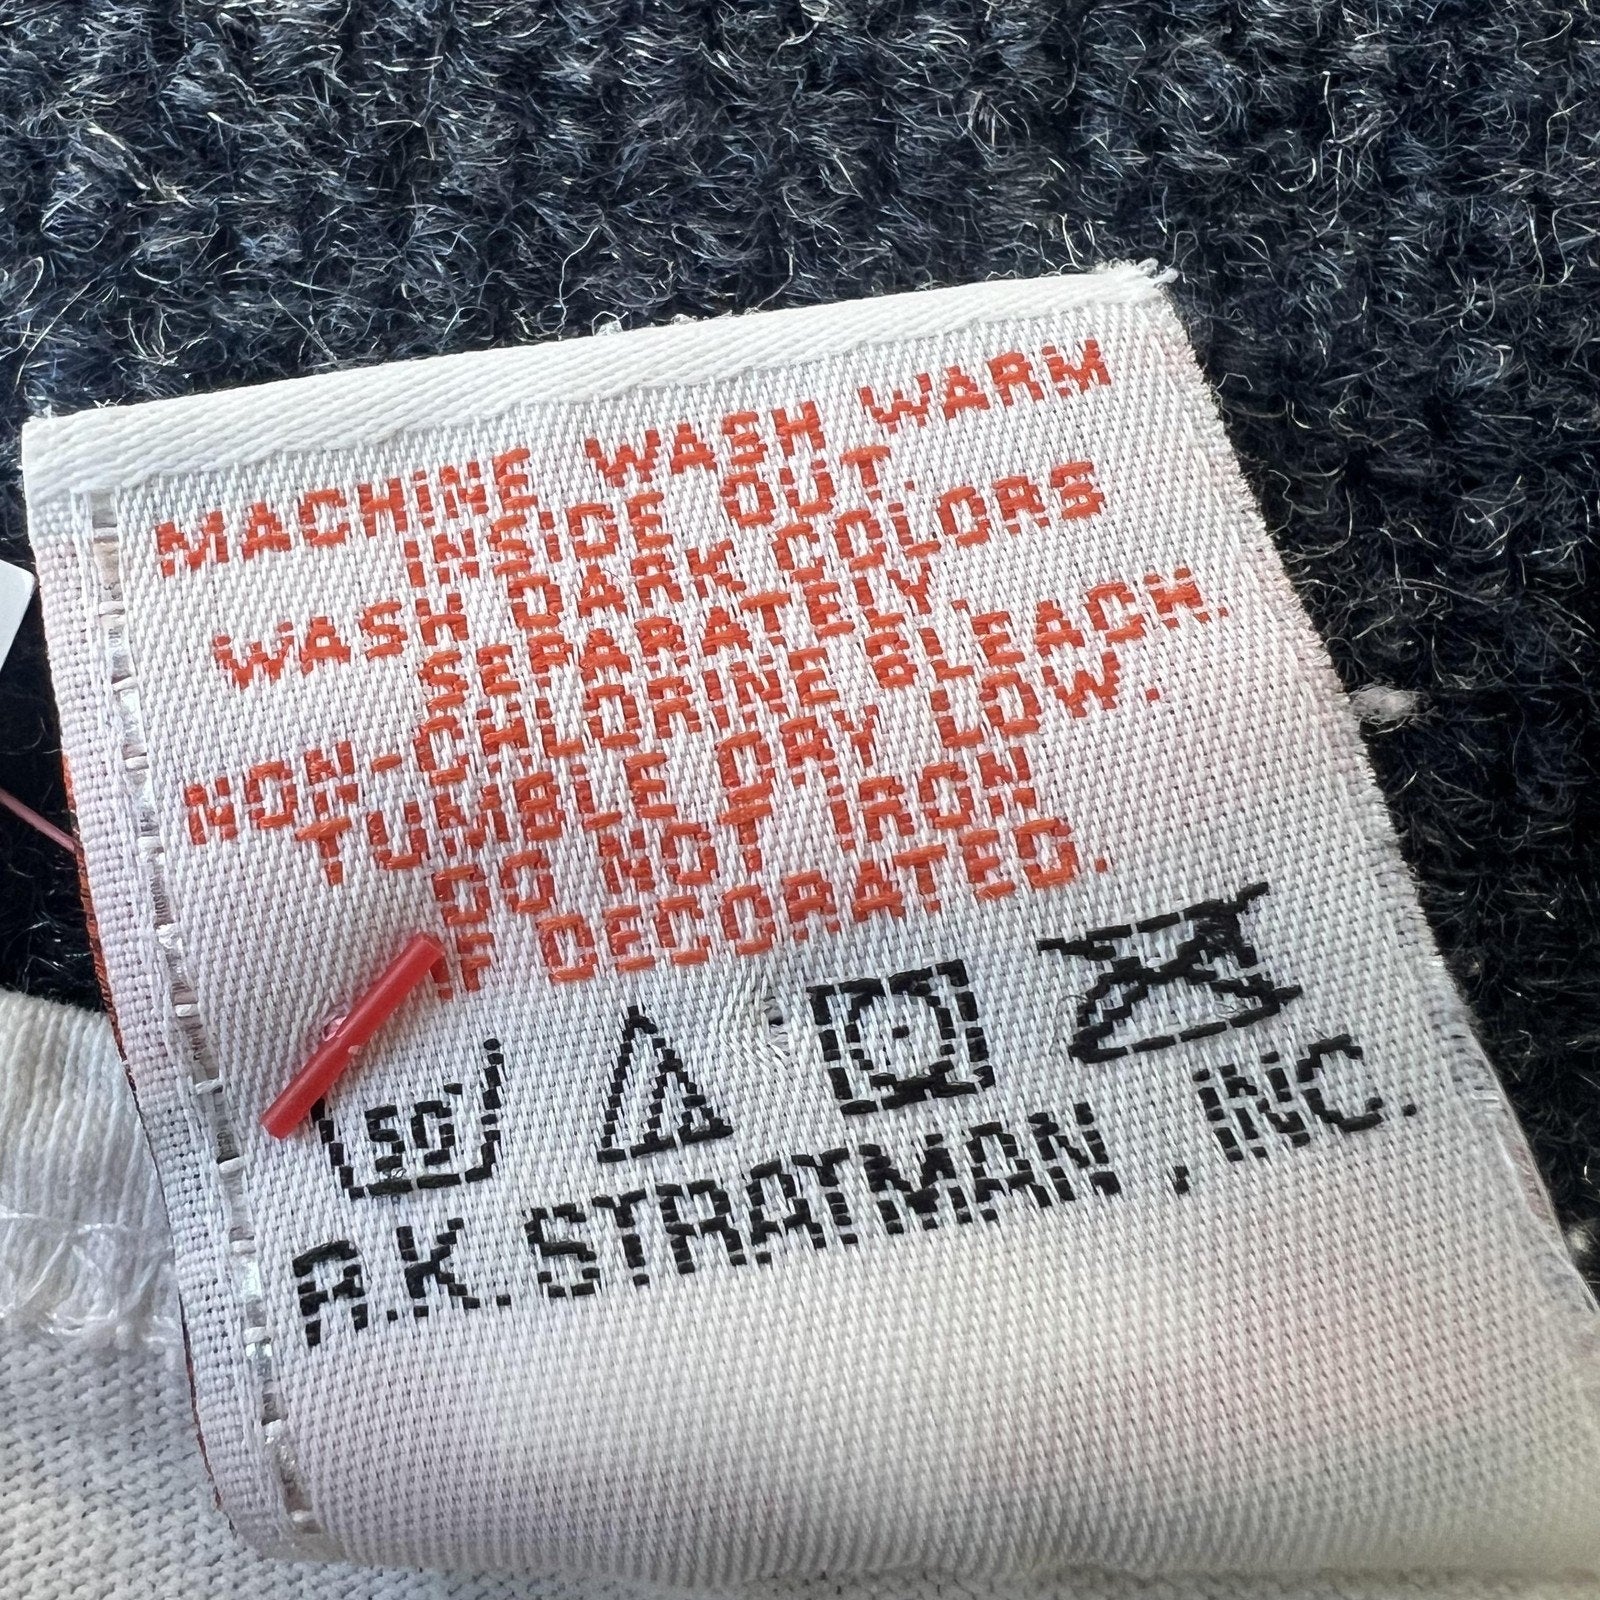 MACHINE WASH WARM
INSIDE OUT.
WASH DARK COLORS
SEPARATELY
NON-CHLORINE BLEACH.
TUMBLE DRY LOW.
DO NOT IRON
IF DECORATED.
50
A.K. STRATMAN, INC.